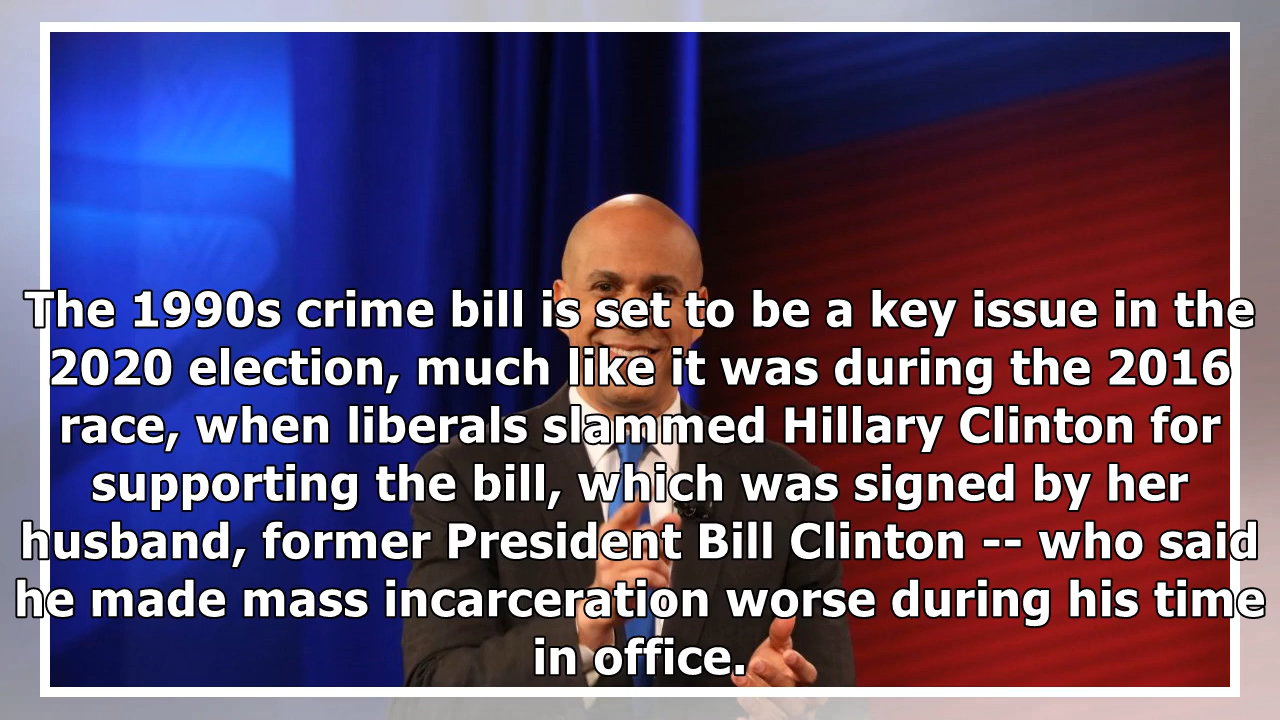 The 1990s crime bill is set to be a key issue in the
2020 election, much like it was during the 2016
race, when liberals slammed Hillary Clinton for
supporting the bill, which was signed by her
husband, former President Bill Clinton -- who said
he made mass incarceration worse during his time
in office.